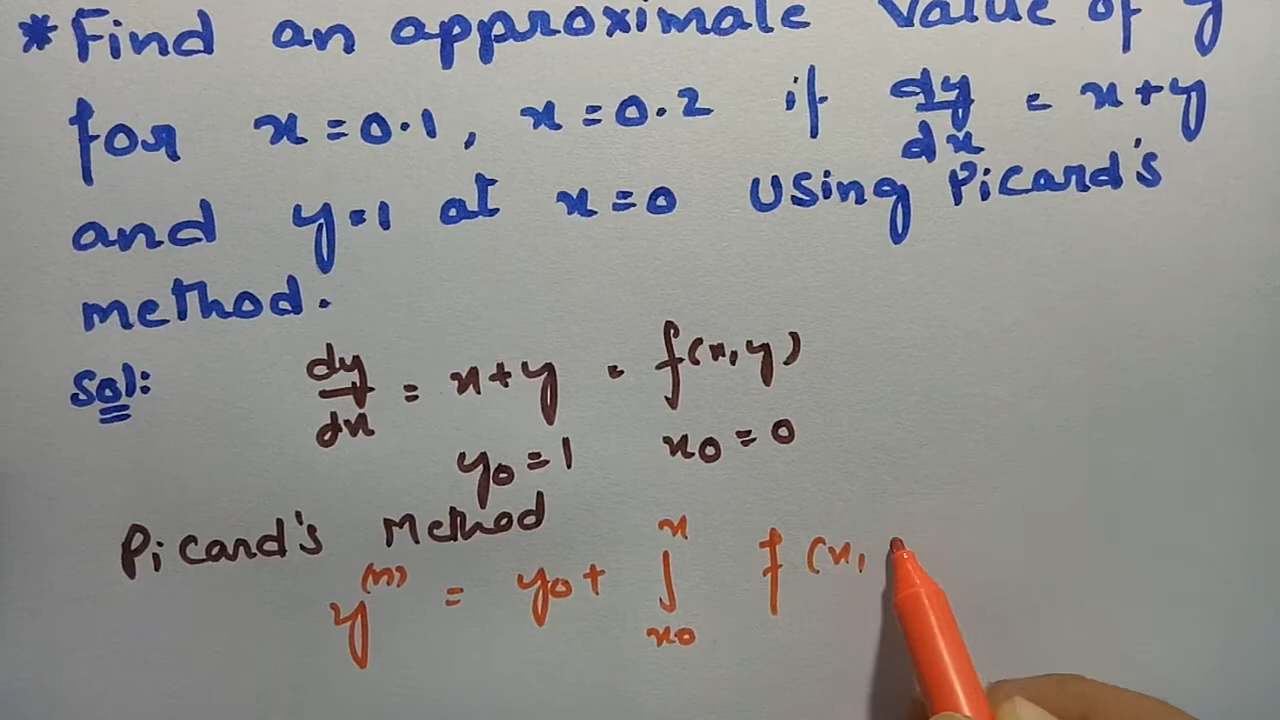 *Find an approximate value of y
for x = 0.1, x = 0.2 if dy/dx = x+y
and y=1 at x=0 Using Picard's
method.
Sol: dy/dx = x+y = f(x,y)
y₀=1 x₀=0
Picard's Method
y⁽ⁿ⁾ = y₀+ ∫ₓ₀ˣ f(x,